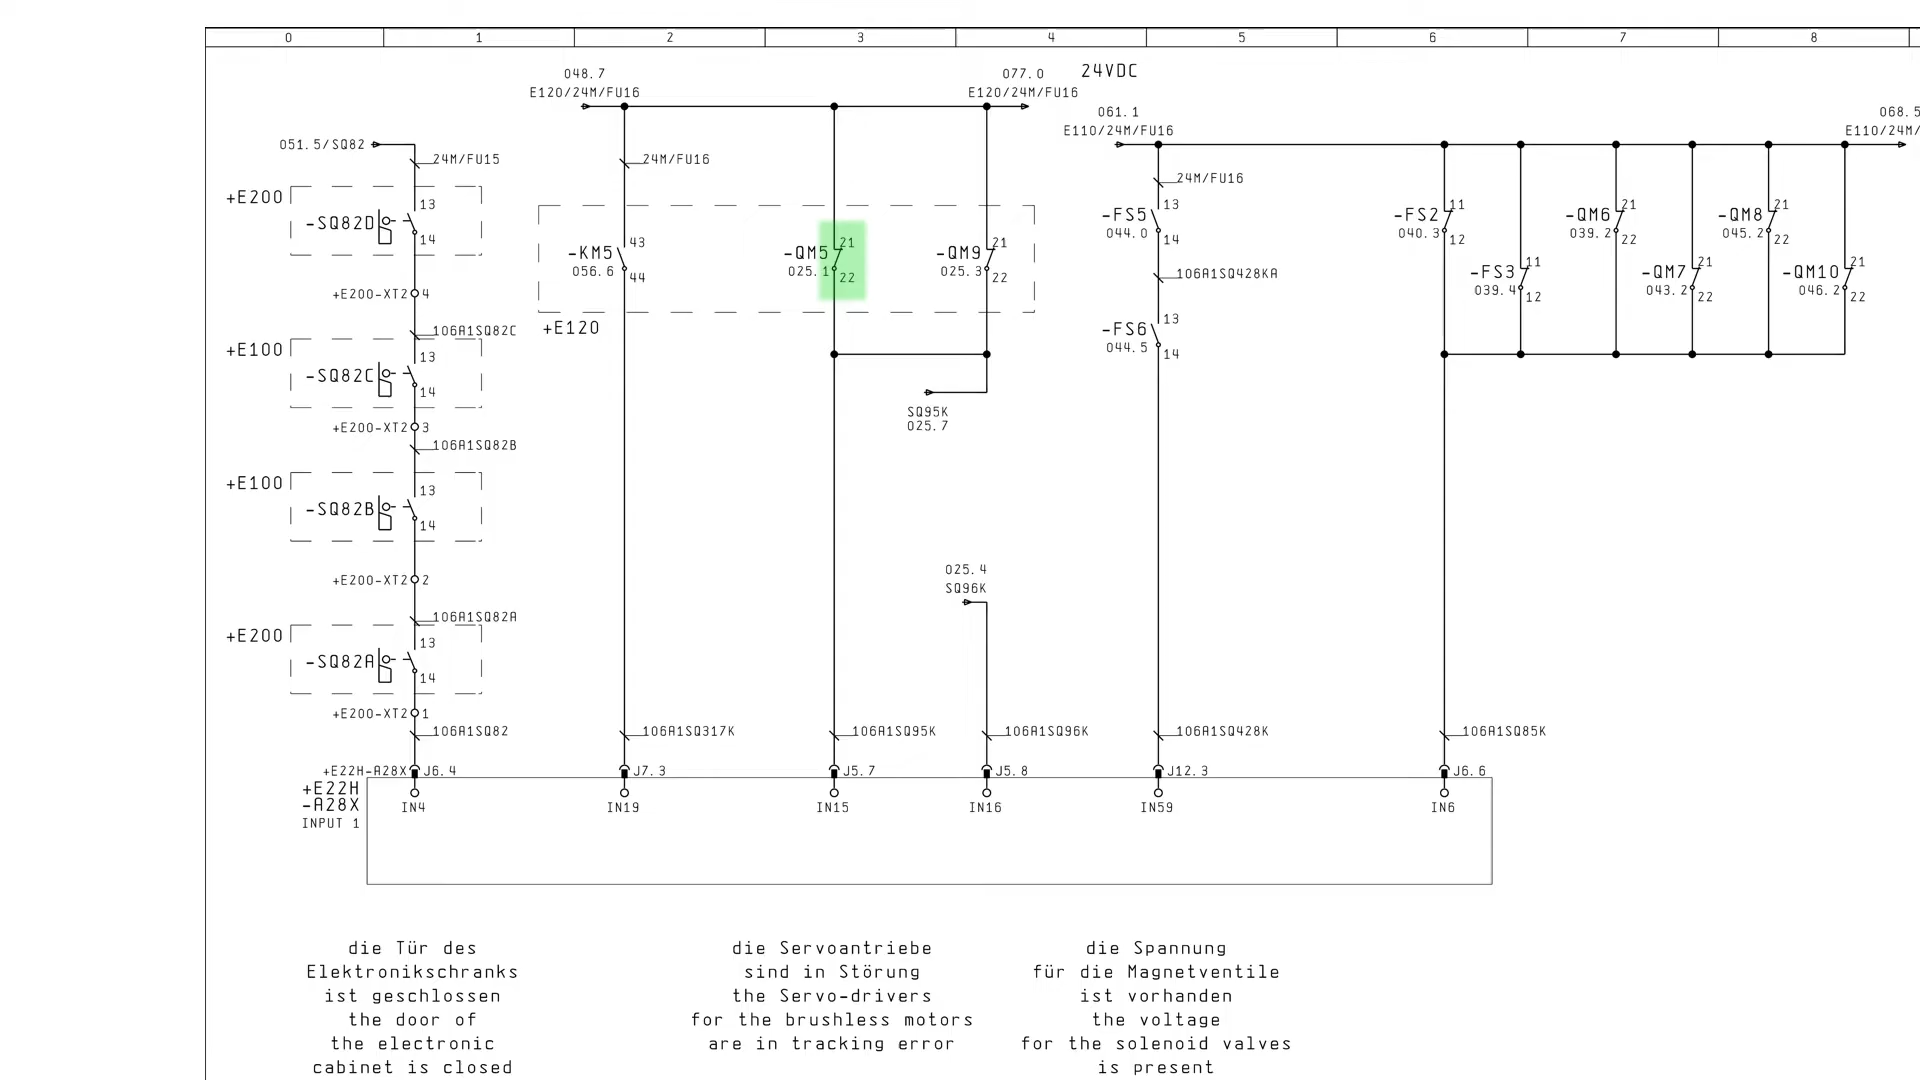 0 1 2 3 4 5 6 7 8
048.7
E120/24M/FU16
077.0
E120/24M/FU16
24VDC
061.1
E110/24M/FU16
068.5
E110/24M/
051.5/SQ82
24M/FU15
24M/FU16
24M/FU16
+E200
-SQ82D
13
14
+E200-XT2 4
106A1SQ82C
+E100
-SQ82C
13
14
+E200-XT2 3
106A1SQ82B
+E100
-SQ82B
13
14
+E200-XT2 2
106A1SQ82A
+E200
-SQ82A
13
14
+E200-XT2 1
106A1SQ82
-KM5
056.6
43
44
-QM5
025.1
21
22
-QM9
025.3
21
22
+E120
SQ95K
025.7
025.4
SQ96K
-FS5
044.0
13
14
106A1SQ428KA
-FS6
044.5
13
14
-FS2
040.3
11
12
-FS3
039.4
11
12
-QM6
039.2
21
22
-QM7
043.2
21
22
-QM8
045.2
21
22
-QM10
046.2
21
22
106A1SQ317K
106A1SQ95K
106A1SQ96K
106A1SQ428K
106A1SQ85K
+E22H-A28X J6.4 J7.3 J5.7 J5.8 J12.3 J6.6
+E22H
-A28X
INPUT 1
IN4 IN19 IN15 IN16 IN59 IN6
die Tür des
Elektronikschranks
ist geschlossen
the door of
the electronic
cabinet is closed
die Servoantriebe
sind in Störung
the Servo-drivers
for the brushless motors
are in tracking error
die Spannung
für die Magnetventile
ist vorhanden
the voltage
for the solenoid valves
is present